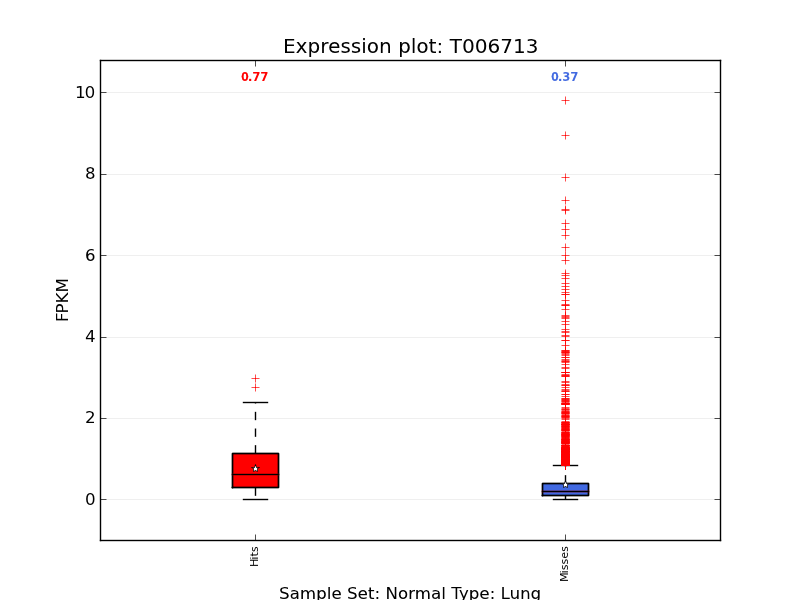 Expression plot: T006713
0.77
0.37
10
8
6
4
2
0
FPKM
Hits
Misses
Sample Set: Normal Type: Lung